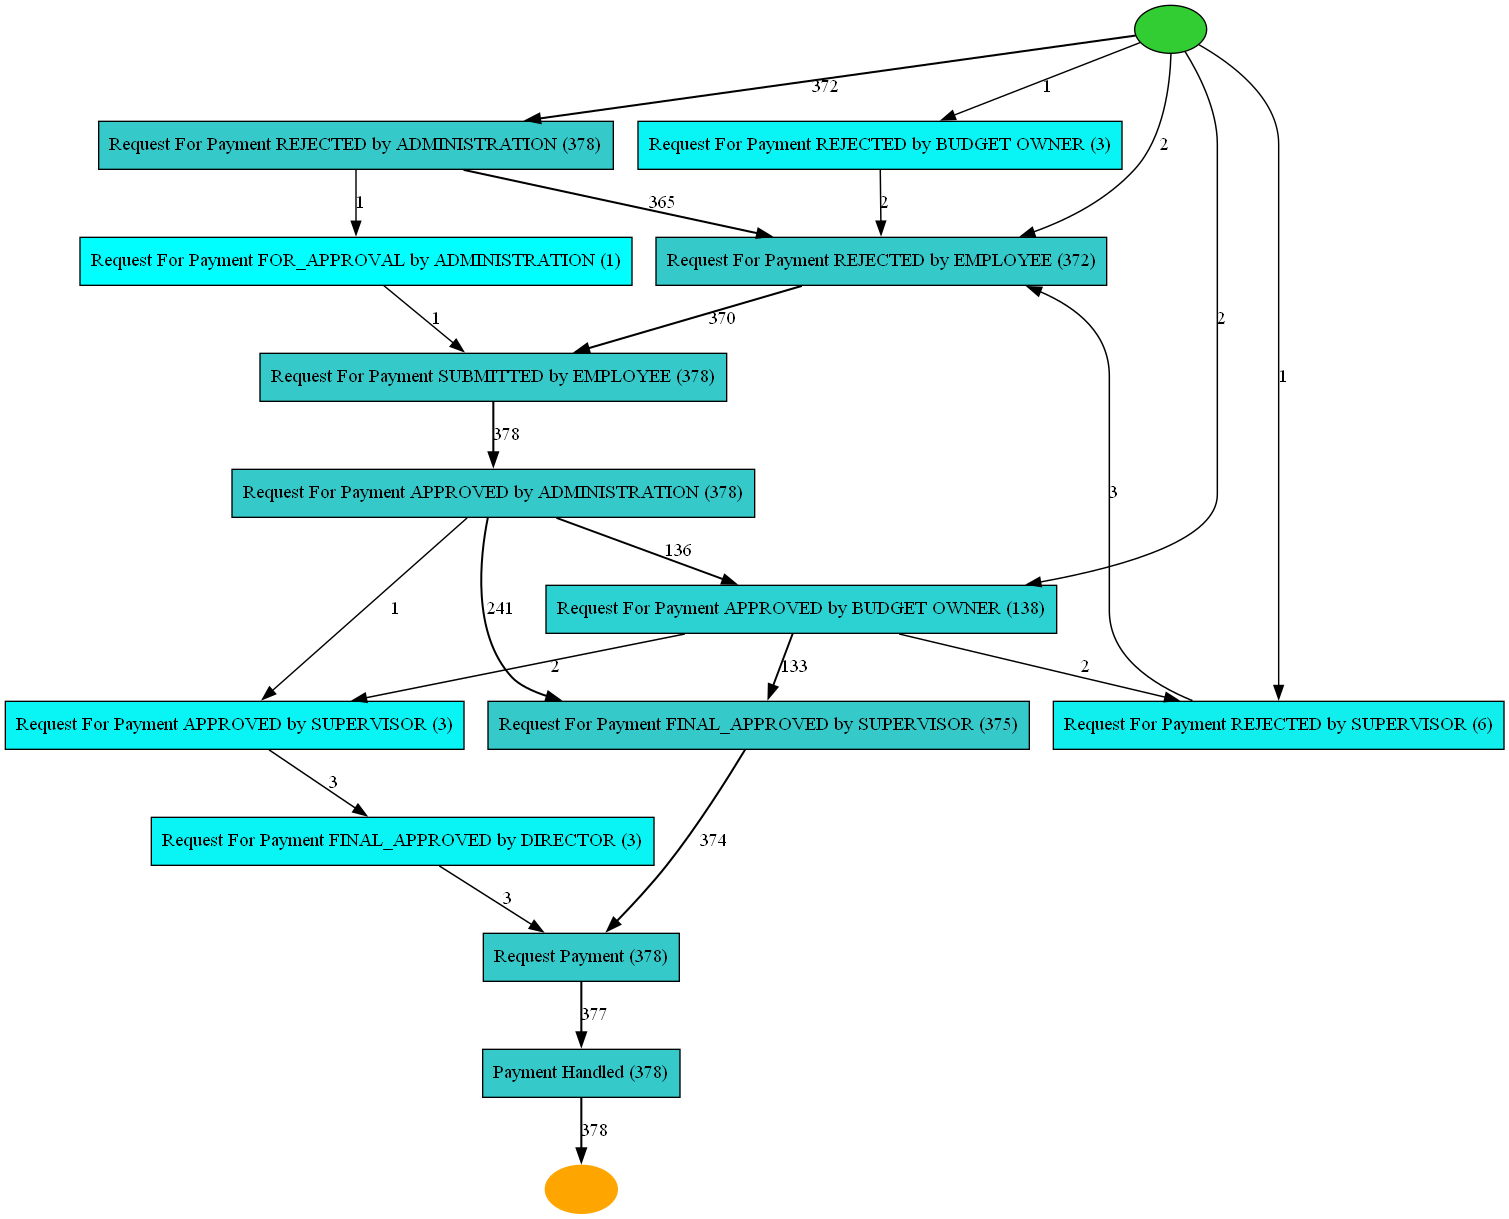 372
1
Request For Payment REJECTED by ADMINISTRATION (378)
Request For Payment REJECTED by BUDGET OWNER (3)
2
1
365
2
Request For Payment FOR_APPROVAL by ADMINISTRATION (1)
Request For Payment REJECTED by EMPLOYEE (372)
1
370
2
Request For Payment SUBMITTED by EMPLOYEE (378)
1
378
Request For Payment APPROVED by ADMINISTRATION (378)
3
136
1
241
Request For Payment APPROVED by BUDGET OWNER (138)
2
133
2
Request For Payment APPROVED by SUPERVISOR (3)
Request For Payment FINAL_APPROVED by SUPERVISOR (375)
Request For Payment REJECTED by SUPERVISOR (6)
3
Request For Payment FINAL_APPROVED by DIRECTOR (3)
374
3
Request Payment (378)
377
Payment Handled (378)
378